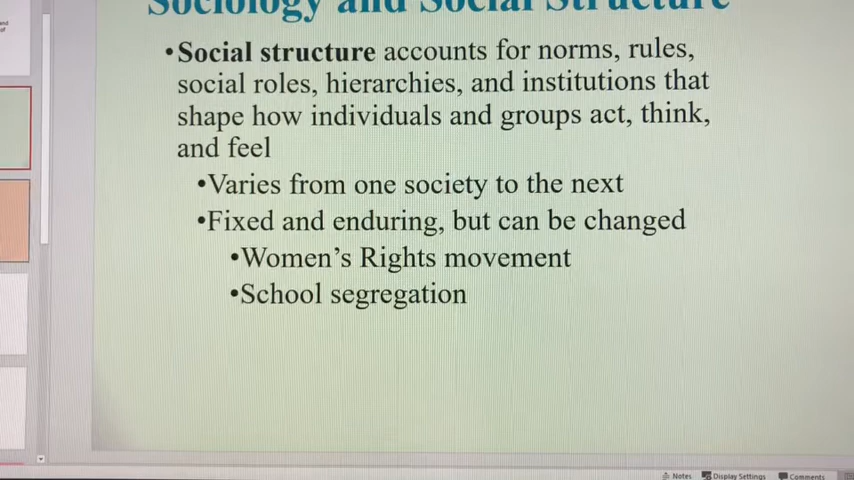 and
of
Sociology and Social Structure
•Social structure accounts for norms, rules,
social roles, hierarchies, and institutions that
shape how individuals and groups act, think,
and feel
•Varies from one society to the next
•Fixed and enduring, but can be changed
•Women's Rights movement
•School segregation
Notes Display Settings Comments